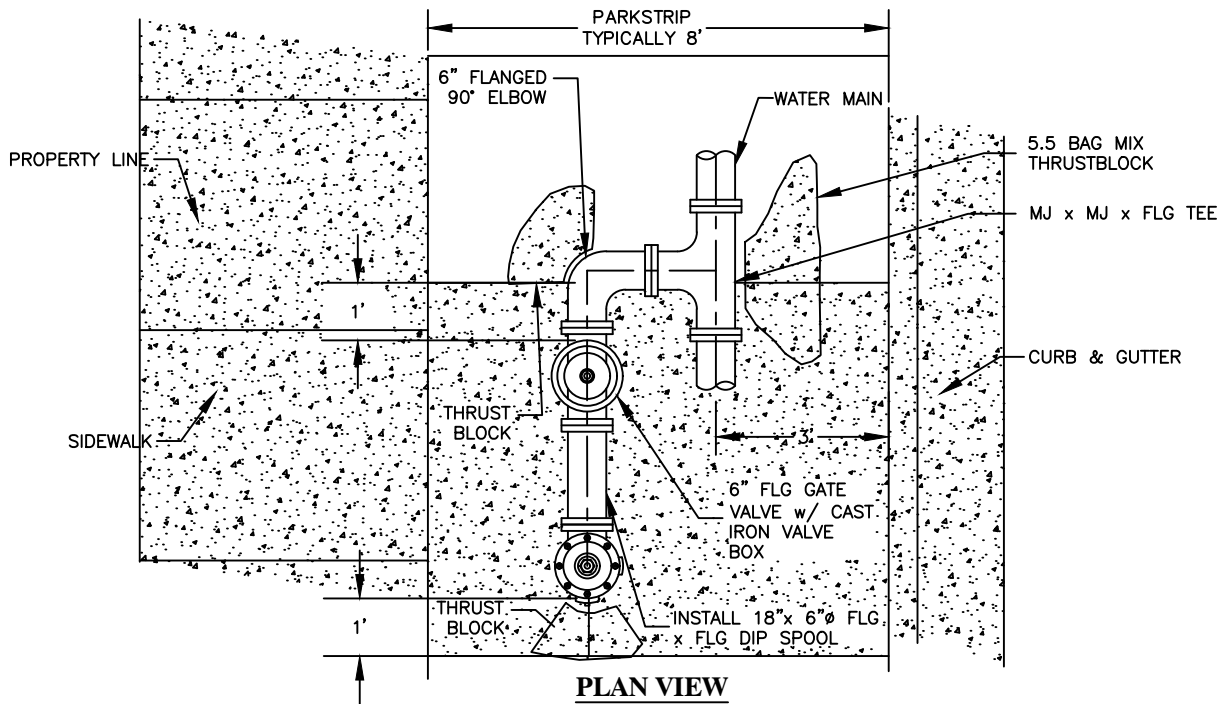 PARKSTRIP
TYPICALLY 8'
6" FLANGED
90° ELBOW
WATER MAIN
5.5 BAG MIX
THRUSTBLOCK
PROPERTY LINE
MJ x MJ x FLG TEE
1'
CURB & GUTTER
THRUST
BLOCK
SIDEWALK
3'
6" FLG GATE
VALVE w/ CAST
IRON VALVE
BOX
THRUST
BLOCK
INSTALL 18"x 6"ø FLG
x FLG DIP SPOOL
1'
PLAN VIEW